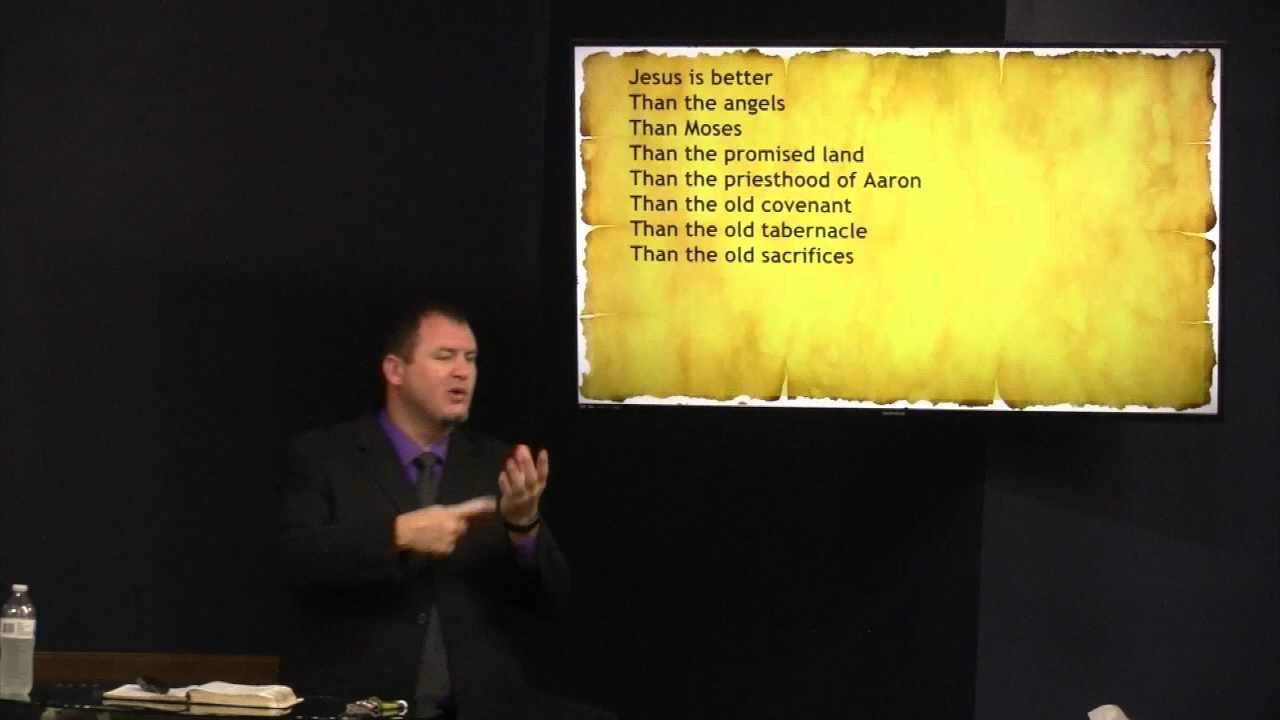 Jesus is better
Than the angels
Than Moses
Than the promised land
Than the priesthood of Aaron
Than the old covenant
Than the old tabernacle
Than the old sacrifices